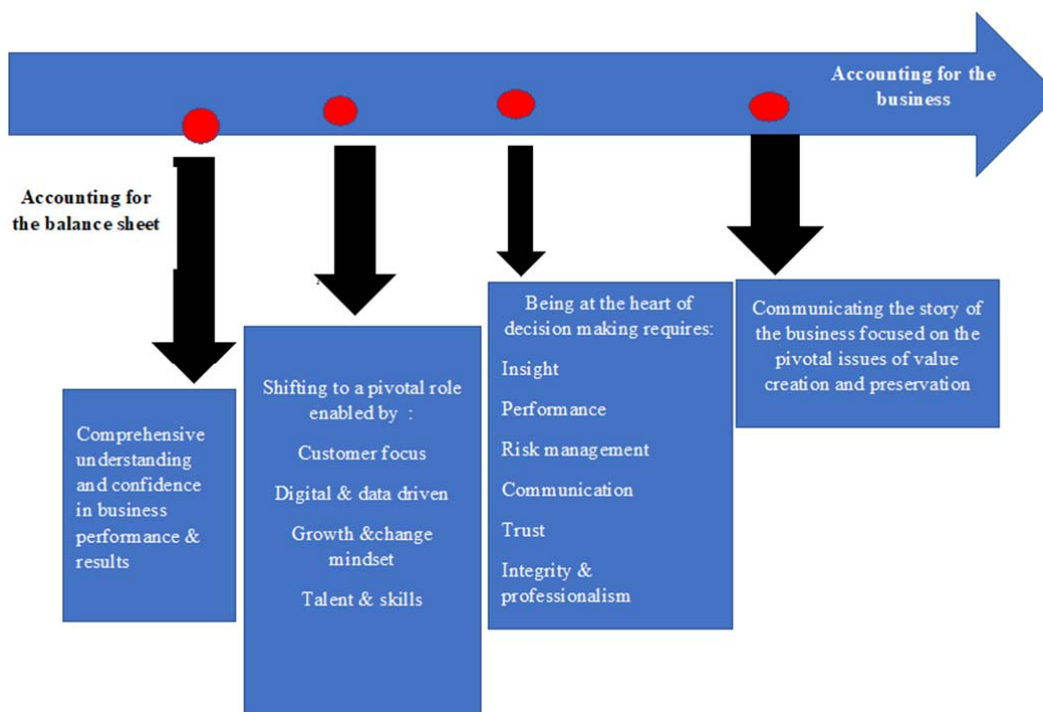 Accounting for the
business
Accounting for
the balance sheet
Comprehensive
understanding
and confidence
in business
performance &
results
Shifting to a pivotal role
enabled by :
Customer focus
Digital & data driven
Growth &change
mindset
Talent & skills
Being at the heart of
decision making requires:
Insight
Performance
Risk management
Communication
Trust
Integrity &
professionalism
Communicating the story of
the business focused on the
pivotal issues of value
creation and preservation